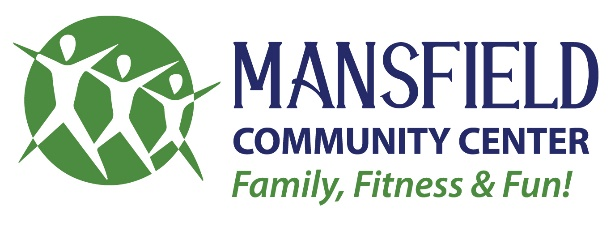 MANSFIELD
COMMUNITY CENTER
Family, Fitness & Fun!